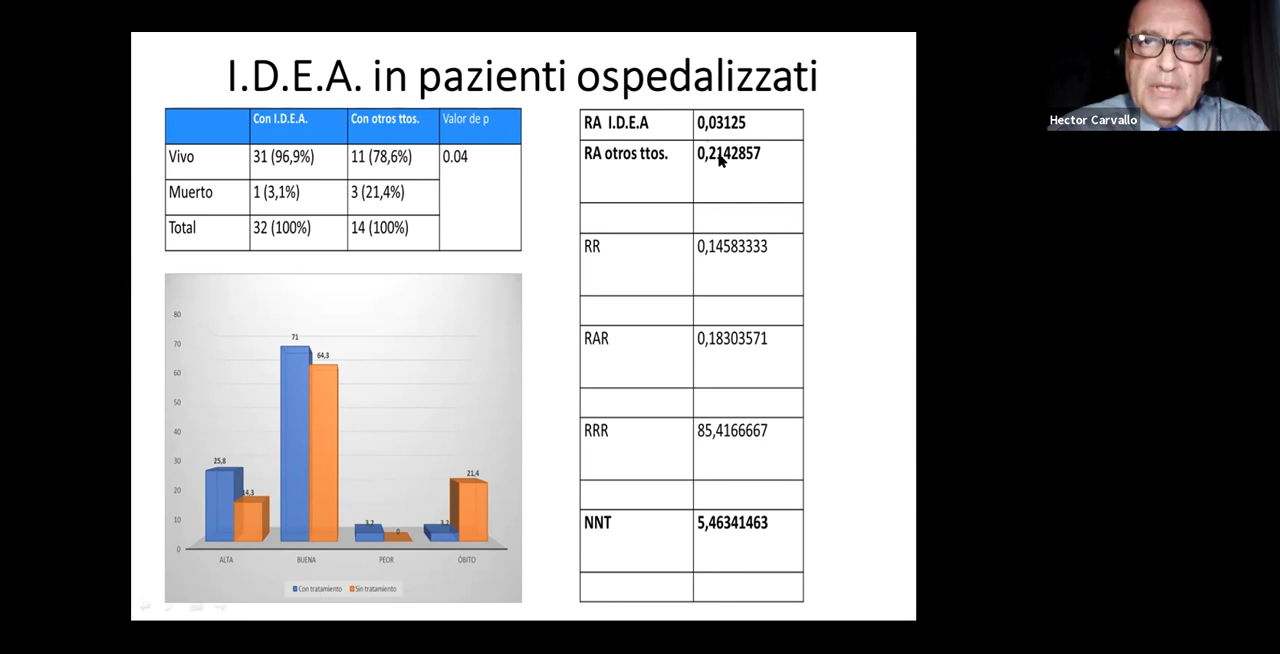 I.D.E.A. in pazienti ospedalizzati
Con I.D.E.A. Con otros ttos. Valor de p
Vivo 31 (96,9%) 11 (78,6%) 0.04
Muerto 1 (3,1%) 3 (21,4%)
Total 32 (100%) 14 (100%)
80
70
60
50
40
30
20
10
0
25,8
14,3
71
64,3
3,2
0
3,2
21,4
ALTA BUENA PEOR ÓBITO
Con tratamiento Sin tratamiento
RA I.D.E.A 0,03125
RA otros ttos. 0,2142857
RR 0,14583333
RAR 0,18303571
RRR 85,4166667
NNT 5,46341463
Hector Carvallo